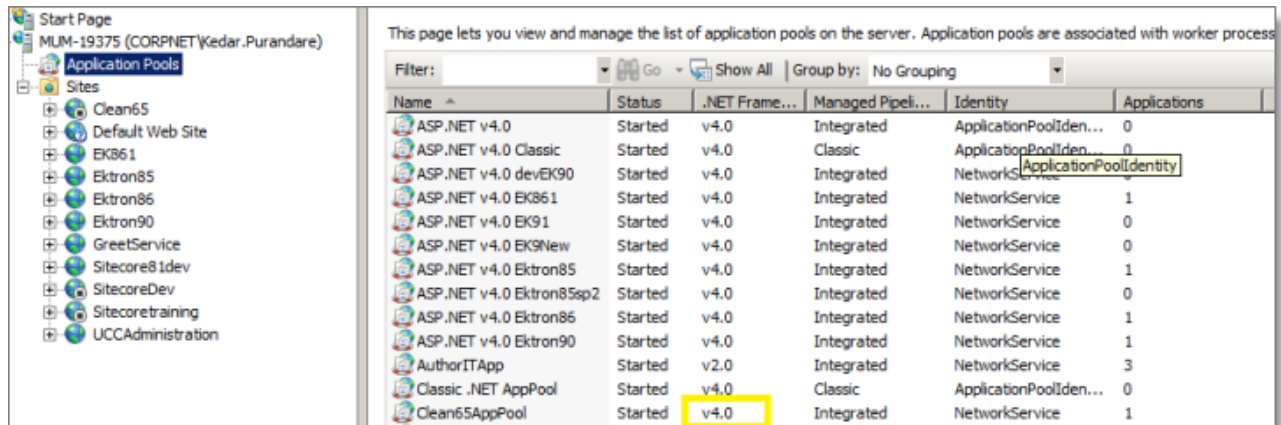 Start Page
MUM-19375 (CORPNET\Kedar.Purandare)
Application Pools
Sites
Clean65
Default Web Site
EK861
Ektron85
Ektron86
Ektron90
GreetService
Sitecore81dev
SitecoreDev
Sitecoretraining
UCCAdministration
This page lets you view and manage the list of application pools on the server. Application pools are associated with worker process
Filter: Go Show All Group by: No Grouping
Name Status .NET Frame... Managed Pipeli... Identity Applications
ASP.NET v4.0 Started v4.0 Integrated ApplicationPoolIden... 0
ASP.NET v4.0 Classic Started v4.0 Classic ApplicationPoolIden... 0
ApplicationPoolIdentity
ASP.NET v4.0 devEK90 Started v4.0 Integrated NetworkService
ASP.NET v4.0 EK861 Started v4.0 Integrated NetworkService 1
ASP.NET v4.0 EK91 Started v4.0 Integrated NetworkService 0
ASP.NET v4.0 EK9New Started v4.0 Integrated NetworkService 0
ASP.NET v4.0 Ektron85 Started v4.0 Integrated NetworkService 1
ASP.NET v4.0 Ektron85sp2 Started v4.0 Integrated NetworkService 0
ASP.NET v4.0 Ektron86 Started v4.0 Integrated NetworkService 1
ASP.NET v4.0 Ektron90 Started v4.0 Integrated NetworkService 1
AuthorITApp Started v2.0 Integrated NetworkService 3
Classic .NET AppPool Started v4.0 Classic ApplicationPoolIden... 0
Clean65AppPool Started v4.0 Integrated NetworkService 1